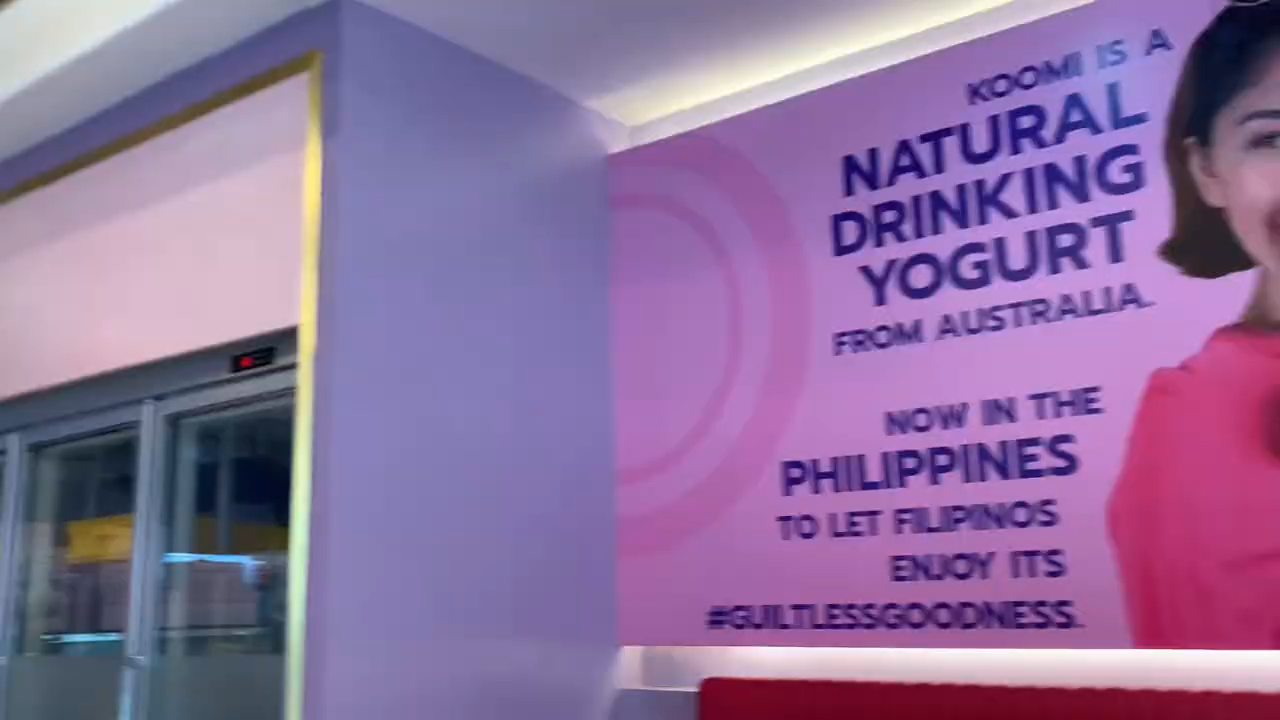 KOOMI IS A
NATURAL
DRINKING
YOGURT
FROM AUSTRALIA.
NOW IN THE
PHILIPPINES
TO LET FILIPINOS
ENJOY ITS
#GUILTLESSGOODNESS.